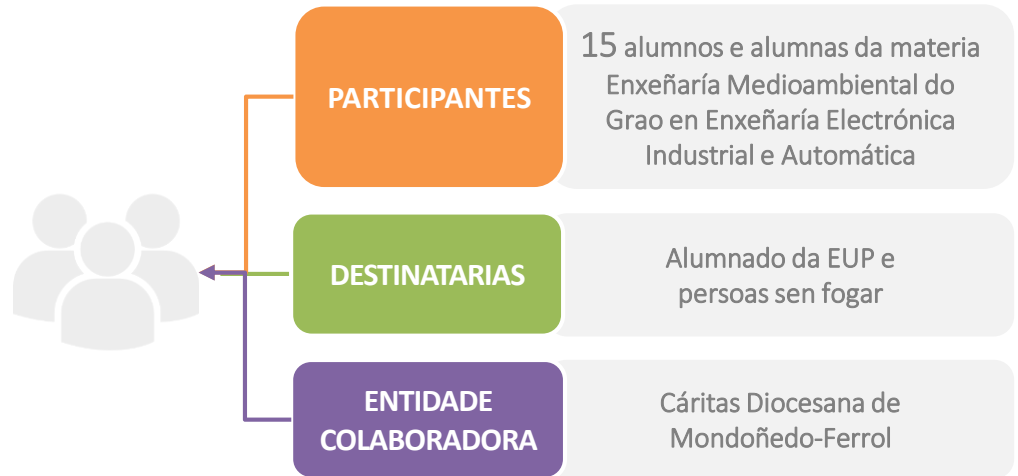 PARTICIPANTES
15 alumnos e alumnas da materia
Enxeñaría Medioambiental do
Grao en Enxeñaría Electrónica
Industrial e Automática
DESTINATARIAS
Alumnado da EUP e
persoas sen fogar
ENTIDADE
COLABORADORA
Cáritas Diocesana de
Mondoñedo-Ferrol